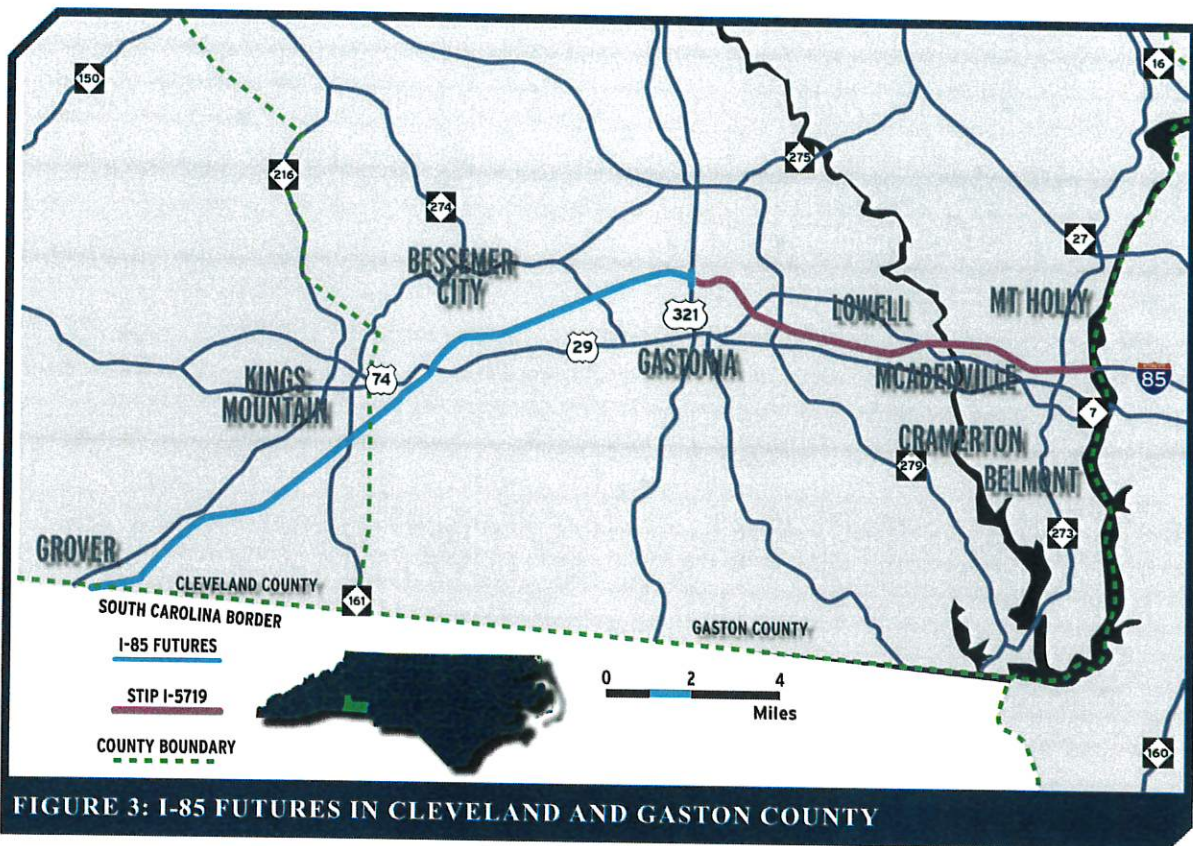 150
16
216
275
274
27
BESSEMER
CITY
LOWELL
MT HOLLY
321
29
GASTONIA
KINGS
MOUNTAIN
74
MCADENVILLE
85
7
CRAMERTON
279
BELMONT
273
GROVER
CLEVELAND COUNTY
161
SOUTH CAROLINA BORDER
GASTON COUNTY
I-85 FUTURES
0 2 4
Miles
STIP I-5719
COUNTY BOUNDARY
160
FIGURE 3: I-85 FUTURES IN CLEVELAND AND GASTON COUNTY